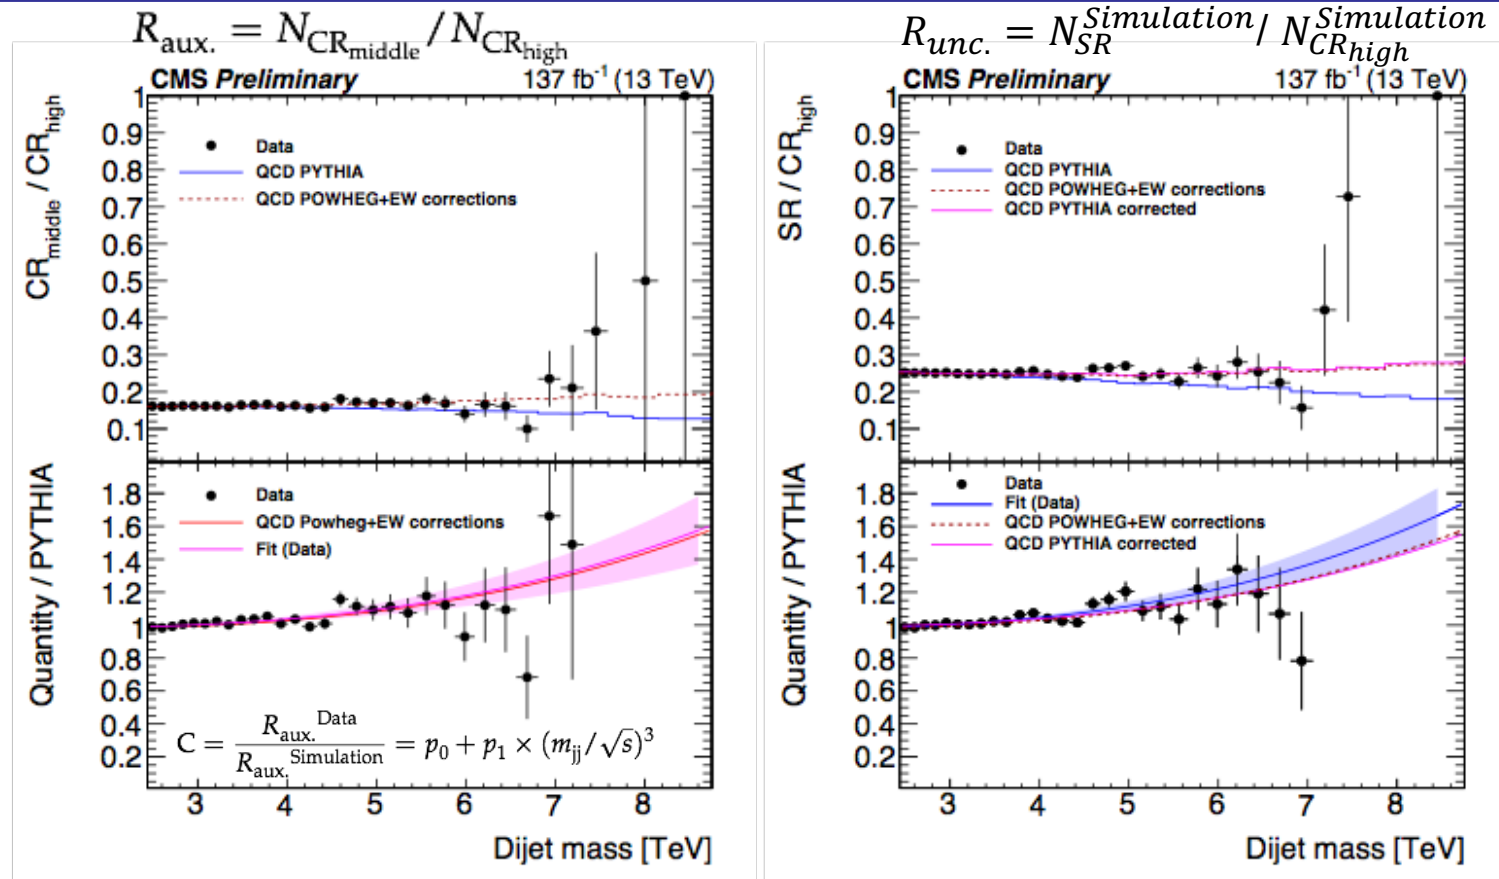 R_aux. = N_CR_middle / N_CR_high
CMS Preliminary 137 fb⁻¹ (13 TeV)
CR_middle / CR_high
1
0.9
0.8
0.7
0.6
0.5
0.4
0.3
0.2
0.1
Data
QCD PYTHIA
QCD POWHEG+EW corrections
Quantity / PYTHIA
1.8
1.6
1.4
1.2
1
0.8
0.6
0.4
0.2
Data
QCD Powheg+EW corrections
Fit (Data)
C = R_aux.^Data / R_aux.^Simulation = p₀ + p₁ × (m_jj/√s)³
3 4 5 6 7 8
Dijet mass [TeV]
R_unc. = N_SR^Simulation / N_CR_high^Simulation
CMS Preliminary 137 fb⁻¹ (13 TeV)
SR / CR_high
1
0.9
0.8
0.7
0.6
0.5
0.4
0.3
0.2
0.1
Data
QCD PYTHIA
QCD POWHEG+EW corrections
QCD PYTHIA corrected
Quantity / PYTHIA
1.8
1.6
1.4
1.2
1
0.8
0.6
0.4
0.2
Data
Fit (Data)
QCD POWHEG+EW corrections
QCD PYTHIA corrected
3 4 5 6 7 8
Dijet mass [TeV]